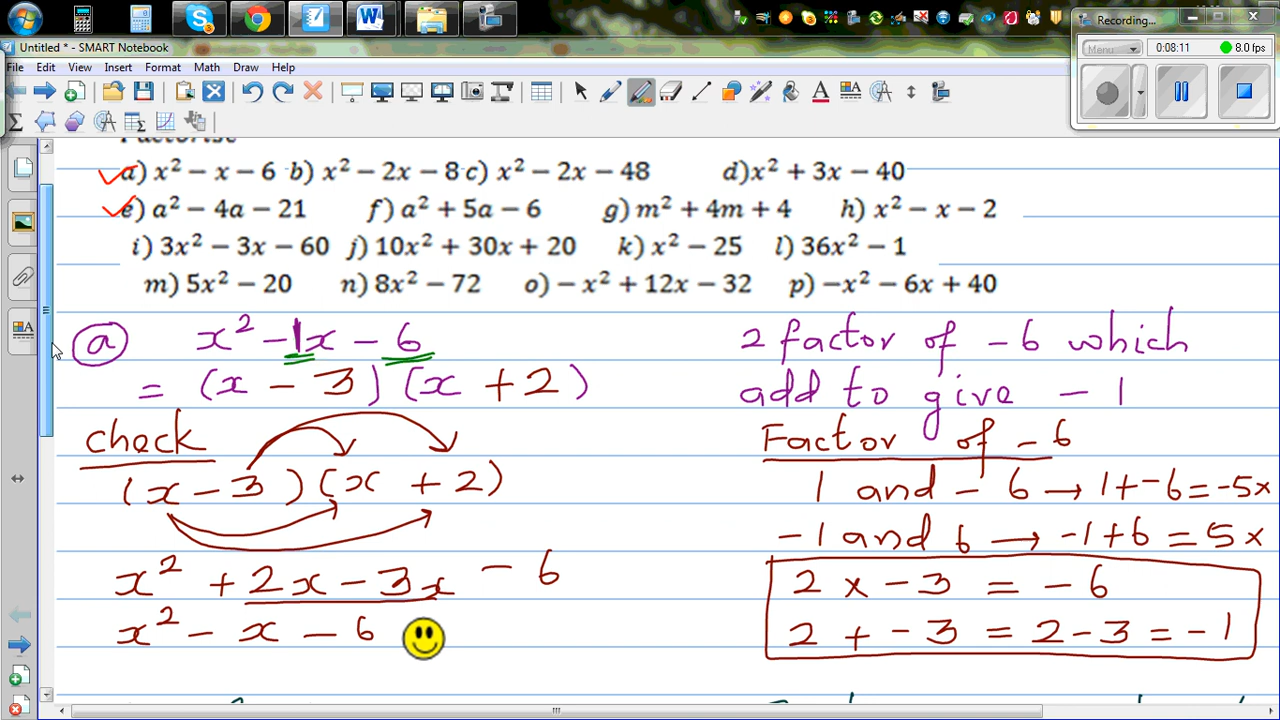 Untitled * - SMART Notebook
Recording...
Menu
0:08:11
8.0 fps
File Edit View Insert Format Math Draw Help
Factorise
a) x² − x − 6 b) x² − 2x − 8 c) x² − 2x − 48 d)x² + 3x − 40
e) a² − 4a − 21 f) a² + 5a − 6 g) m² + 4m + 4 h) x² − x − 2
i) 3x² − 3x − 60 j) 10x² + 30x + 20 k) x² − 25 l) 36x² − 1
m) 5x² − 20 n) 8x² − 72 o) − x² + 12x − 32 p) −x² − 6x + 40
a x² - 1x - 6
= (x - 3) (x + 2)
check
(x - 3) (x + 2)
x² + 2x - 3x - 6
x² - x - 6
2 factor of -6 which
add to give - 1
Factor of -6
1 and - 6 → 1+-6=-5x
-1 and 6 → -1+6=5x
2 x -3 = -6
2 + -3 = 2-3 = -1